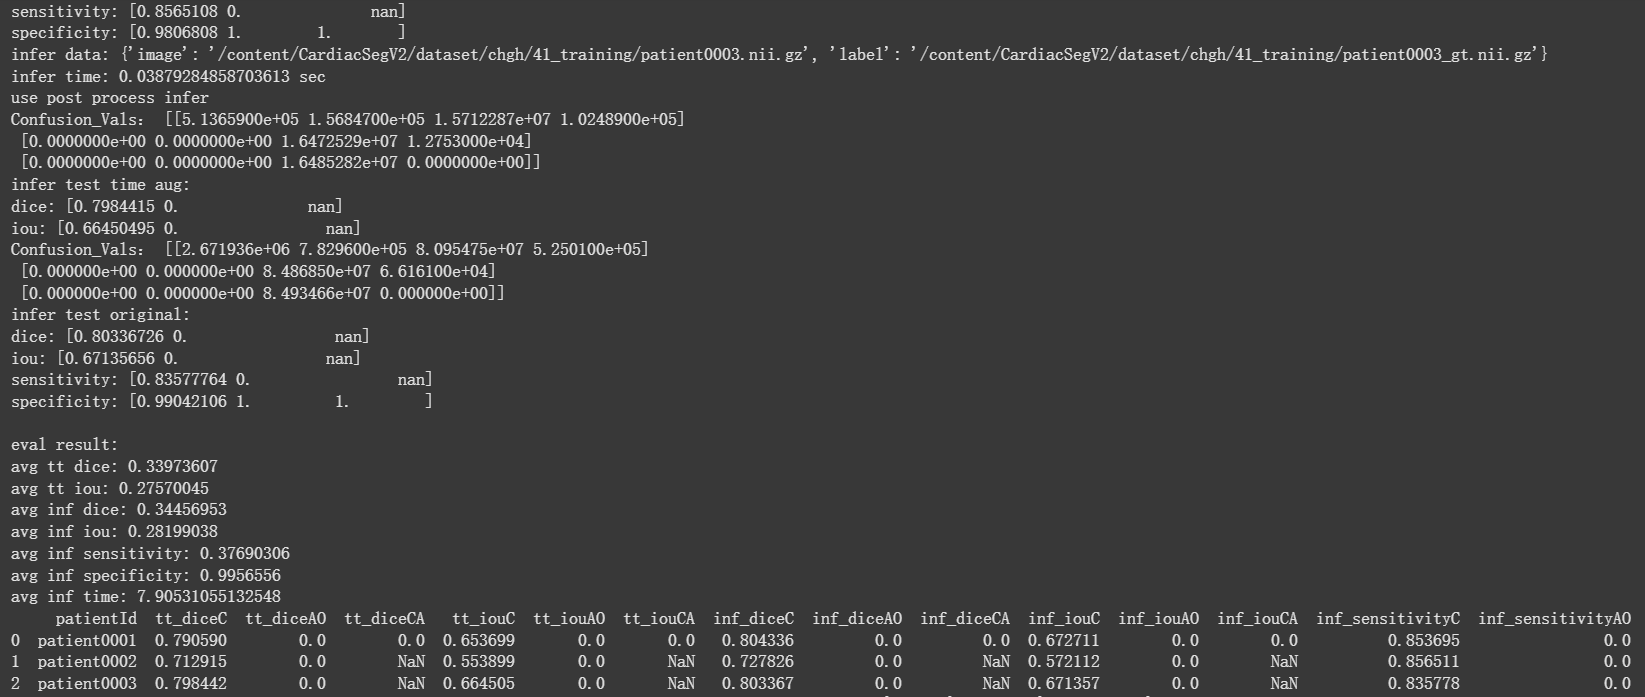 sensitivity: [0.8565108 0.              nan]
specificity: [0.9806808 1.        1.       ]
infer data: {'image': '/content/CardiacSegV2/dataset/chgh/41_training/patient0003.nii.gz', 'label': '/content/CardiacSegV2/dataset/chgh/41_training/patient0003_gt.nii.gz'}
infer time: 0.03879284858703613 sec
use post process infer
Confusion_Vals:  [[5.1365900e+05 1.5684700e+05 1.5712287e+07 1.0248900e+05]
 [0.0000000e+00 0.0000000e+00 1.6472529e+07 1.2753000e+04]
 [0.0000000e+00 0.0000000e+00 1.6485282e+07 0.0000000e+00]]
infer test time aug:
dice: [0.7984415 0.              nan]
iou: [0.66450495 0.                nan]
Confusion_Vals:  [[2.671936e+06 7.829600e+05 8.095475e+07 5.250100e+05]
 [0.000000e+00 0.000000e+00 8.486850e+07 6.616100e+04]
 [0.000000e+00 0.000000e+00 8.493466e+07 0.000000e+00]]
infer test original:
dice: [0.80336726 0.                nan]
iou: [0.67135656 0.                nan]
sensitivity: [0.83577764 0.                nan]
specificity: [0.99042106 1.         1.        ]

eval result:
avg tt dice: 0.33973607
avg tt iou: 0.27570045
avg inf dice: 0.34456953
avg inf iou: 0.28199038
avg inf sensitivity: 0.37690306
avg inf specificity: 0.9956556
avg inf time: 7.90531055132548
     patientId  tt_diceC  tt_diceAO  tt_diceCA   tt_iouC  tt_iouAO  tt_iouCA  inf_diceC  inf_diceAO  inf_diceCA  inf_iouC  inf_iouAO  inf_iouCA  inf_sensitivityC  inf_sensitivityAO
0  patient0001  0.790590        0.0        0.0  0.653699       0.0       0.0   0.804336         0.0         0.0  0.672711        0.0        0.0          0.853695                0.0
1  patient0002  0.712915        0.0        NaN  0.553899       0.0       NaN   0.727826         0.0         NaN  0.572112        0.0        NaN          0.856511                0.0
2  patient0003  0.798442        0.0        NaN  0.664505       0.0       NaN   0.803367         0.0         NaN  0.671357        0.0        NaN          0.835778                0.0